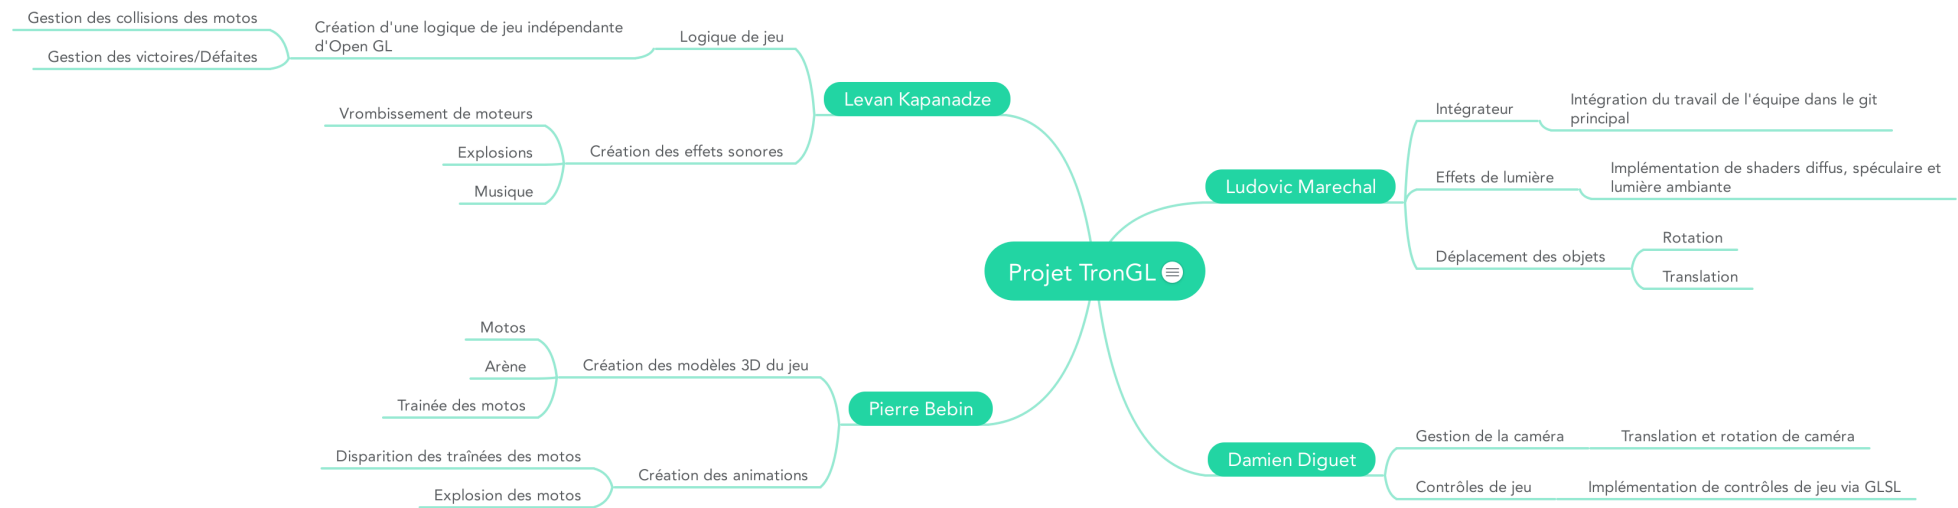 Gestion des collisions des motos
Gestion des victoires/Défaites
Création d'une logique de jeu indépendante
d'Open GL
Logique de jeu
Levan Kapanadze
Vrombissement de moteurs
Explosions
Musique
Création des effets sonores
Projet TronGL
Ludovic Marechal
Intégrateur
Intégration du travail de l'équipe dans le git
principal
Effets de lumière
Implémentation de shaders diffus, spéculaire et
lumière ambiante
Déplacement des objets
Rotation
Translation
Motos
Arène
Trainée des motos
Création des modèles 3D du jeu
Pierre Bebin
Disparition des traînées des motos
Explosion des motos
Création des animations
Damien Diguet
Gestion de la caméra
Translation et rotation de caméra
Contrôles de jeu
Implémentation de contrôles de jeu via GLSL